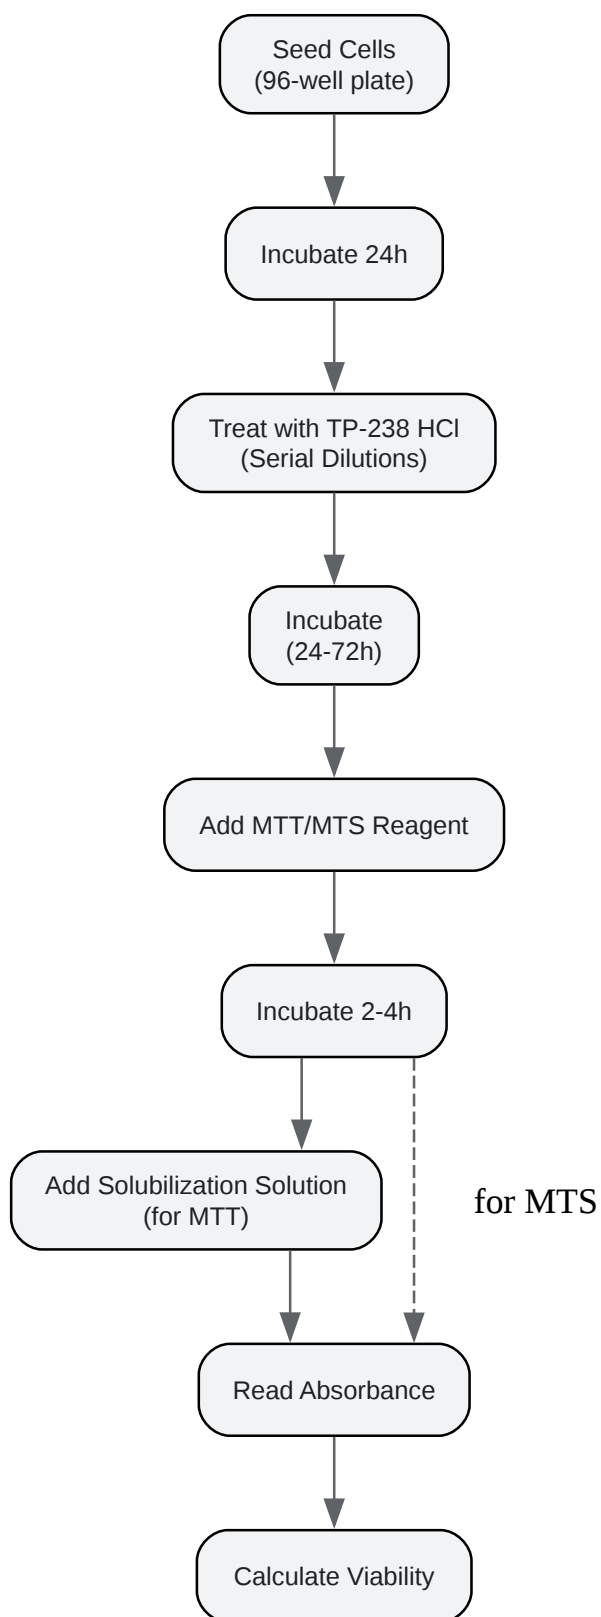 Seed Cells
(96-well plate)
Incubate 24h
Treat with TP-238 HCl
(Serial Dilutions)
Incubate
(24-72h)
Add MTT/MTS Reagent
Incubate 2-4h
Add Solubilization Solution
(for MTT)
for MTS
Read Absorbance
Calculate Viability